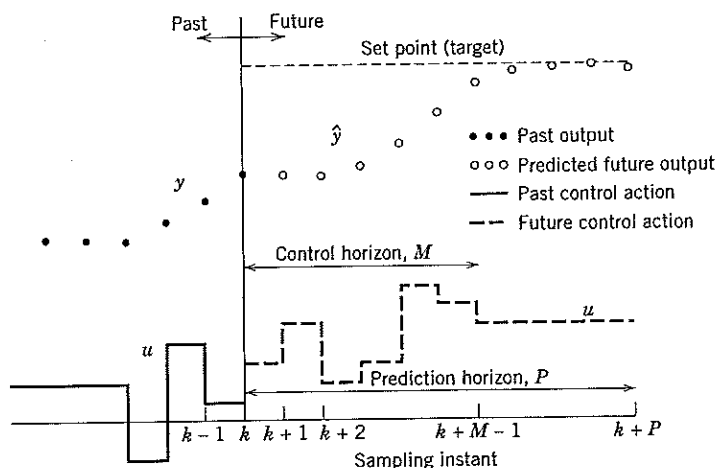 Past
Future
Set point (target)
ŷ
y
Past output
Predicted future output
Past control action
Future control action
Control horizon, M
u
u
Prediction horizon, P
k − 1 k k + 1 k + 2 k + M − 1 k + P
Sampling instant